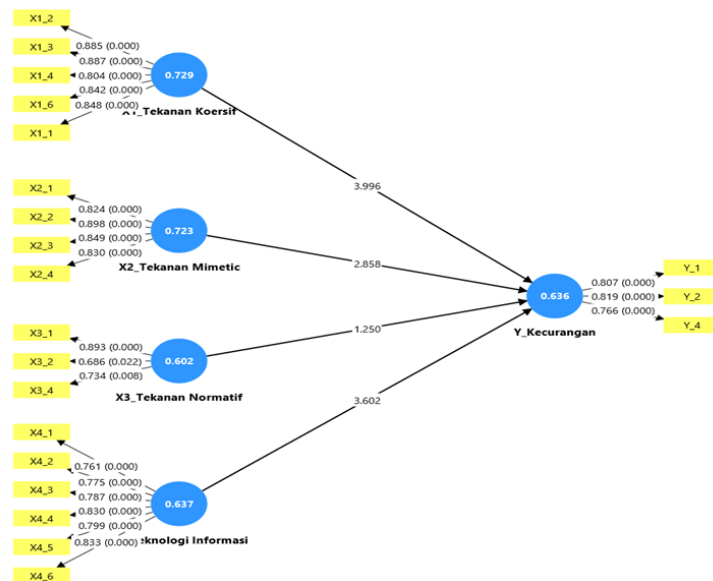 X1_2
X1_3
X1_4
X1_6
X1_1
0.885 (0.000)
0.887 (0.000)
0.804 (0.000)
0.842 (0.000)
0.848 (0.000)
0.729
Tekanan Koersif
3.996
X2_1
X2_2
X2_3
X2_4
0.824 (0.000)
0.898 (0.000)
0.849 (0.000)
0.830 (0.000)
0.723
X2_Tekanan Mimetic
2.858
X3_1
X3_2
X3_4
0.893 (0.000)
0.686 (0.022)
0.734 (0.008)
0.602
X3_Tekanan Normatif
1.250
X4_1
X4_2
X4_3
X4_4
X4_5
X4_6
0.761 (0.000)
0.775 (0.000)
0.787 (0.000)
0.830 (0.000)
0.799 (0.000)
0.833 (0.000)
0.637
eknologi Informasi
3.602
0.636
Y_Kecurangan
0.807 (0.000)
0.819 (0.000)
0.766 (0.000)
Y_1
Y_2
Y_4